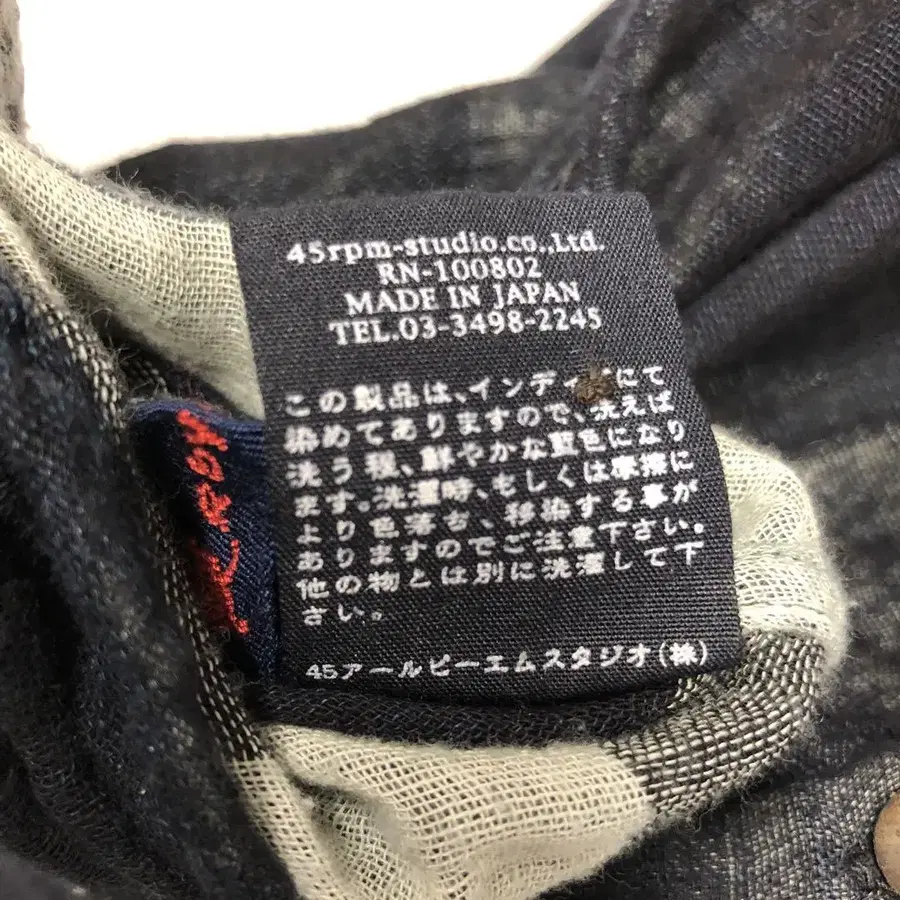 45rpm-studio.co.,Ltd.
RN-100802
MADE IN JAPAN
TEL.03-3498-2245
この製品は、インディゴにて
染めてありますので、洗えば
洗う程、鮮やかな藍色になり
ます。洗濯時、もしくは摩擦に
より色落ち、移染する事が
ありますのでご注意下さい。
他の物とは別に洗濯して下
さい。
45アールピーエムスタジオ(株)